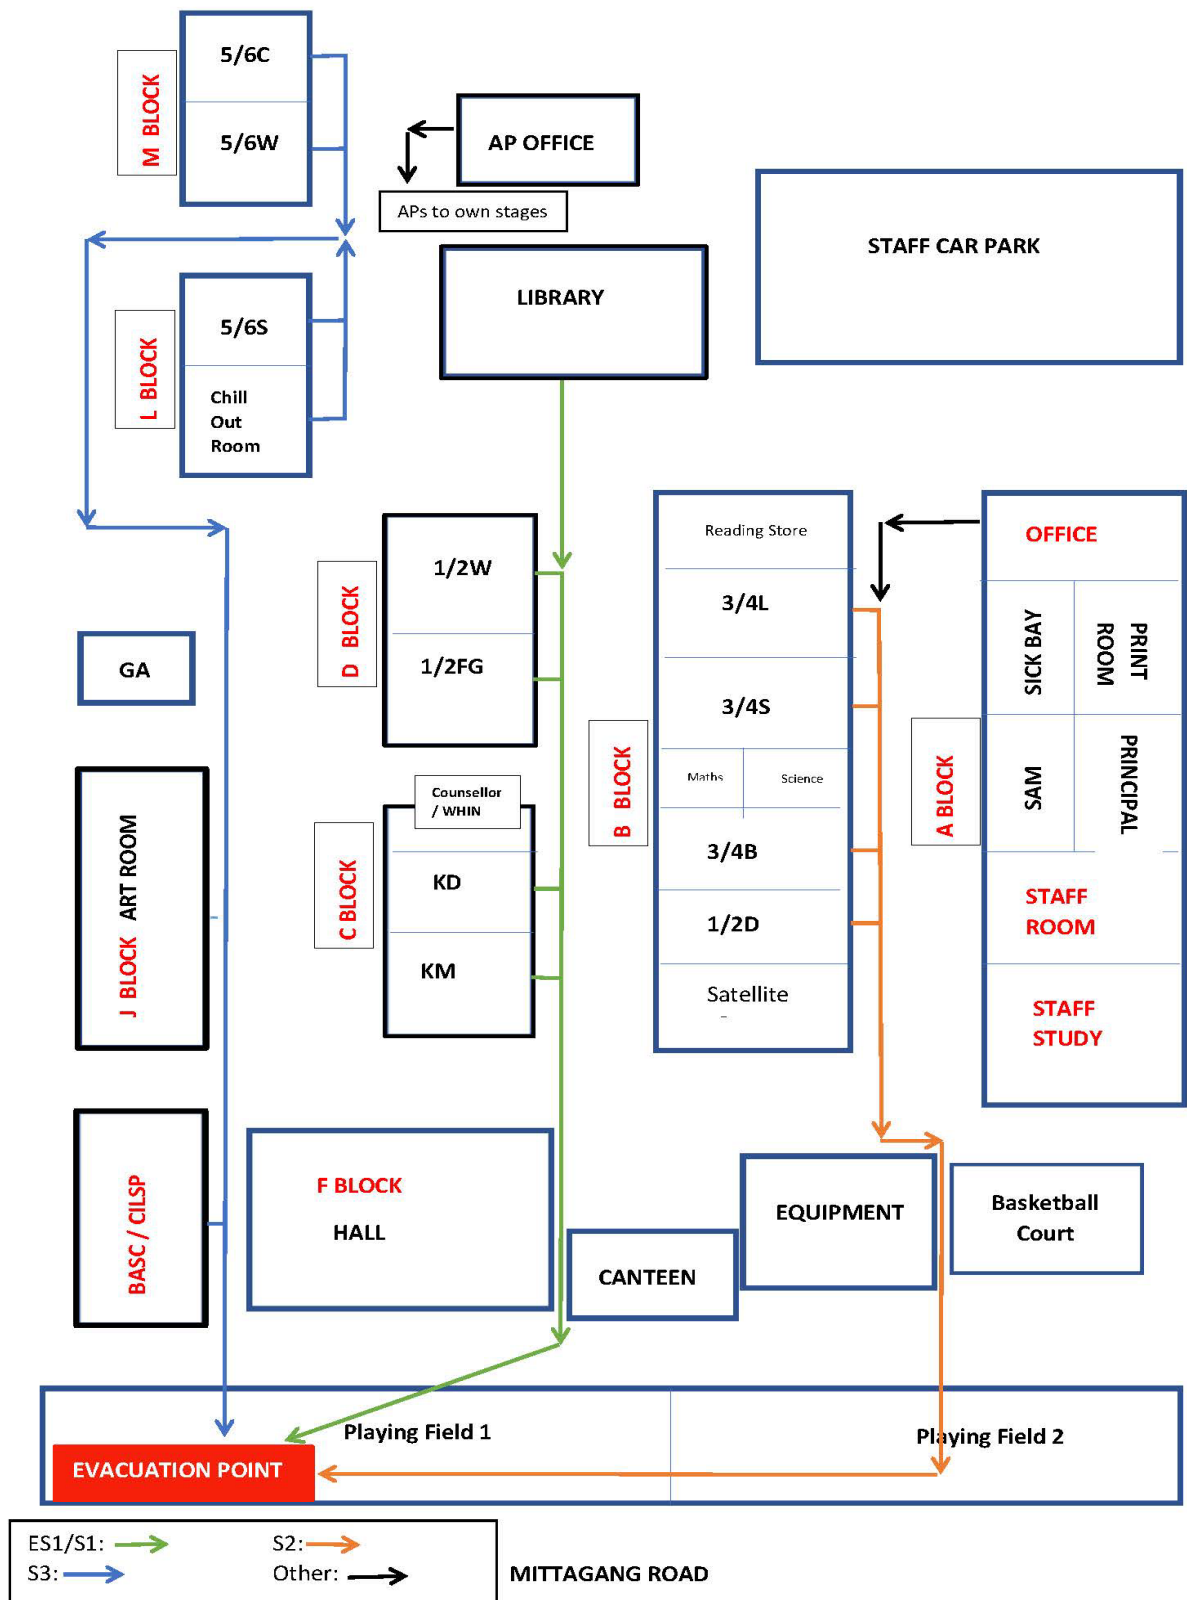 5/6C
M BLOCK
5/6W
AP OFFICE
APs to own stages
STAFF CAR PARK
LIBRARY
5/6S
L BLOCK
Chill
Out
Room
Reading Store
OFFICE
1/2W
3/4L
D BLOCK
1/2FG
SICK BAY
PRINT
ROOM
GA
3/4S
B BLOCK
A BLOCK
Maths
Science
SAM
PRINCIPAL
Counsellor
/ WHIN
C BLOCK
KD
3/4B
J BLOCK ART ROOM
STAFF
ROOM
1/2D
KM
Satellite
STAFF
STUDY
BASC / CILSP
F BLOCK
HALL
EQUIPMENT
Basketball
Court
CANTEEN
Playing Field 1
Playing Field 2
EVACUATION POINT
ES1/S1:
S2:
S3:
Other:
MITTAGANG ROAD